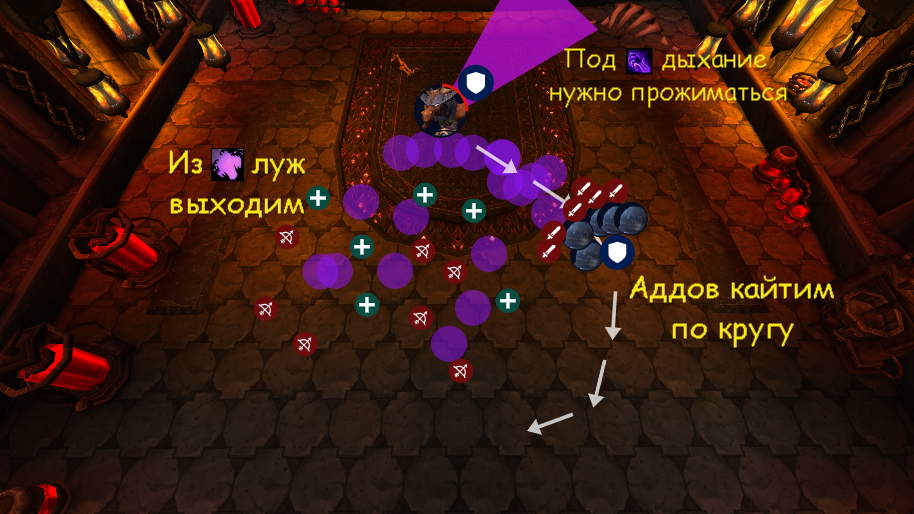 Под дыхание
нужно прожиматься
Из луж
выходим
Аддов кайтим
по кругу